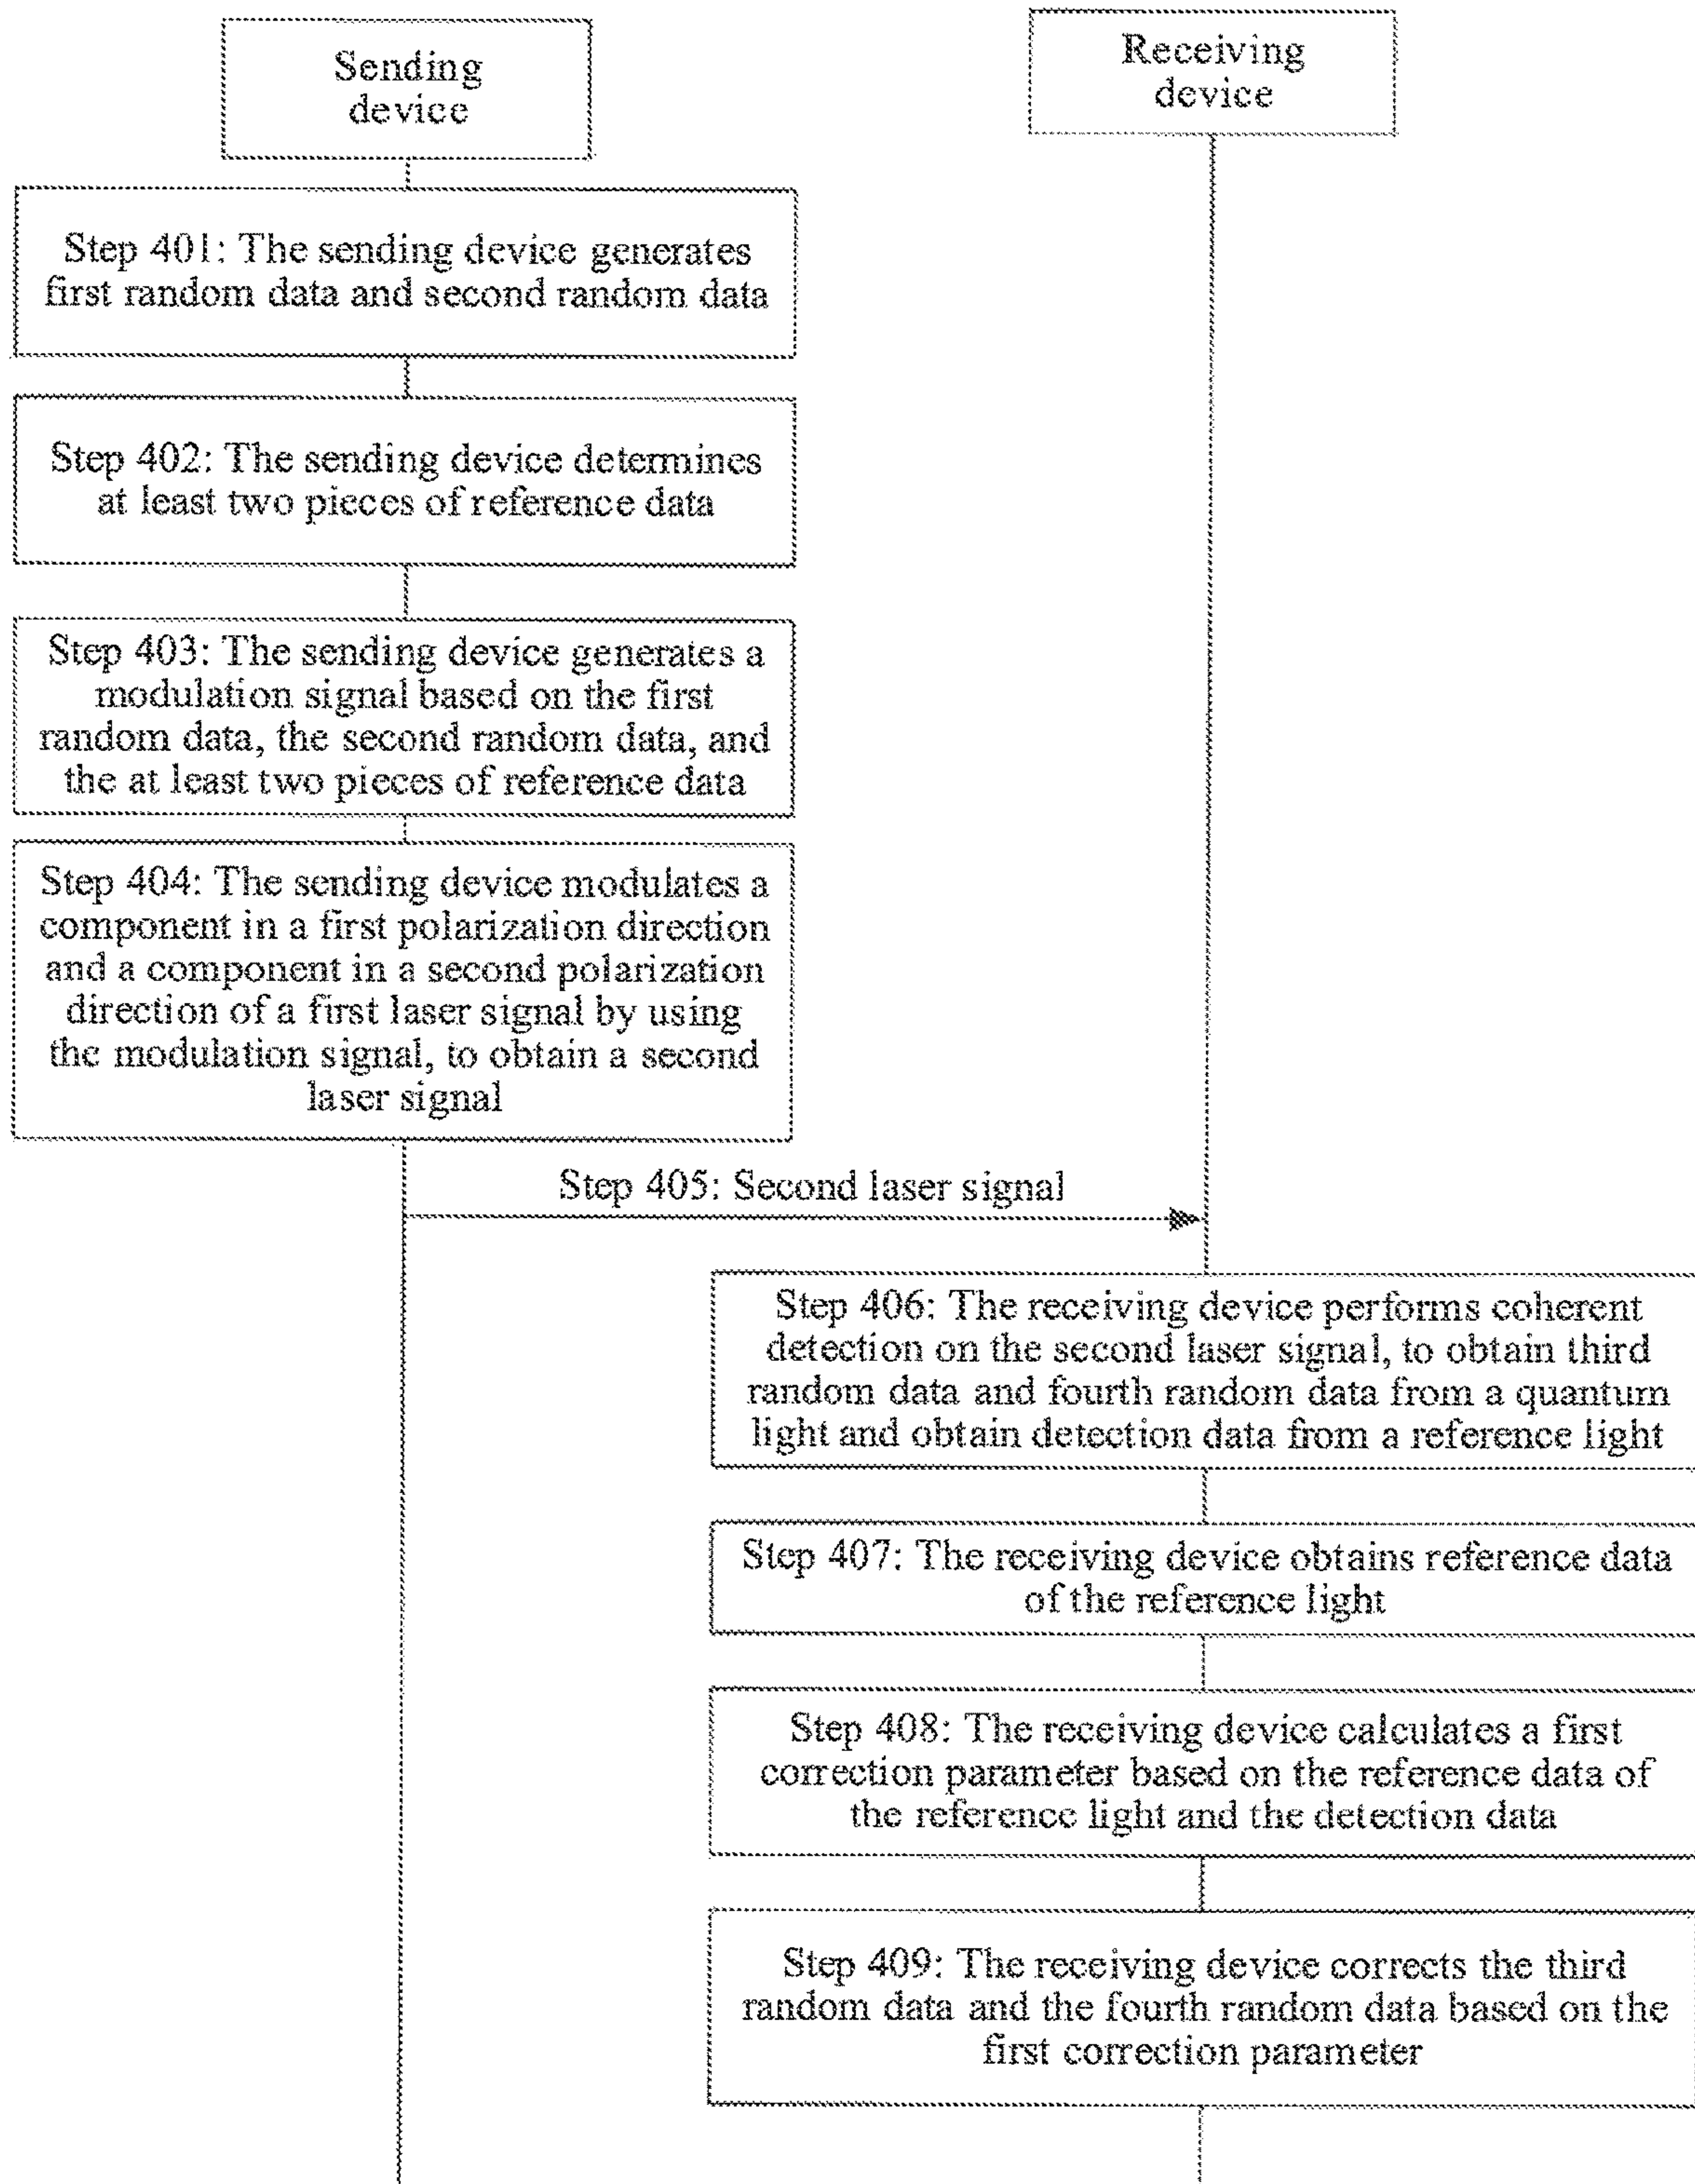 Sending
device
Receiving
device
Step 401: The sending device generates
first random data and second random data
Step 402: The sending device determines
at least two pieces of reference data
Step 403: The sending device generates a
modulation signal based on the first
random data, the second random data, and
the at least two pieces of reference data
Step 404: The sending device modulates a
component in a first polarization direction
and a component in a second polarization
direction of a first laser signal by using
the modulation signal, to obtain a second
laser signal
Step 405: Second laser signal
Step 406: The receiving device performs coherent
detection on the second laser signal, to obtain third
random data and fourth random data from a quantum
light and obtain detection data from a reference light
Step 407: The receiving device obtains reference data
of the reference light
Step 408: The receiving device calculates a first
correction parameter based on the reference data of
the reference light and the detection data
Step 409: The receiving device corrects the third
random data and the fourth random data based on the
first correction parameter